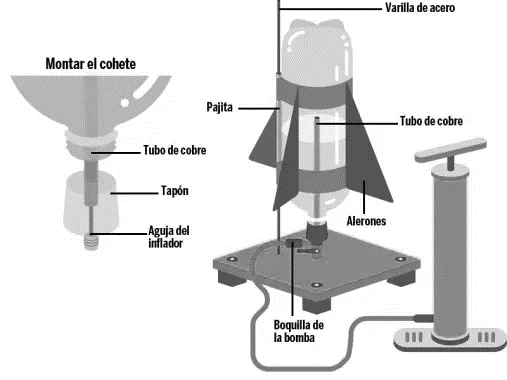 Montar el cohete
Tubo de cobre
Tapón
Aguja del
inflador
Varilla de acero
Pajita
Tubo de cobre
Alerones
Boquilla de
la bomba